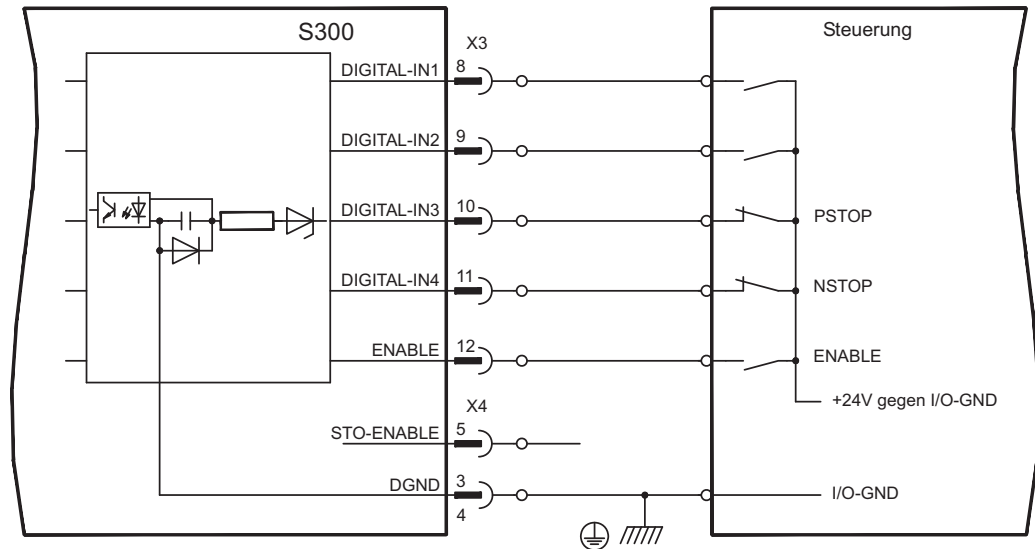 S300
Steuerung
X3
DIGITAL-IN1 8
DIGITAL-IN2 9
DIGITAL-IN3 10 PSTOP
DIGITAL-IN4 11 NSTOP
ENABLE 12 ENABLE
+24V gegen I/O-GND
X4
STO-ENABLE 5
DGND 3 I/O-GND
4